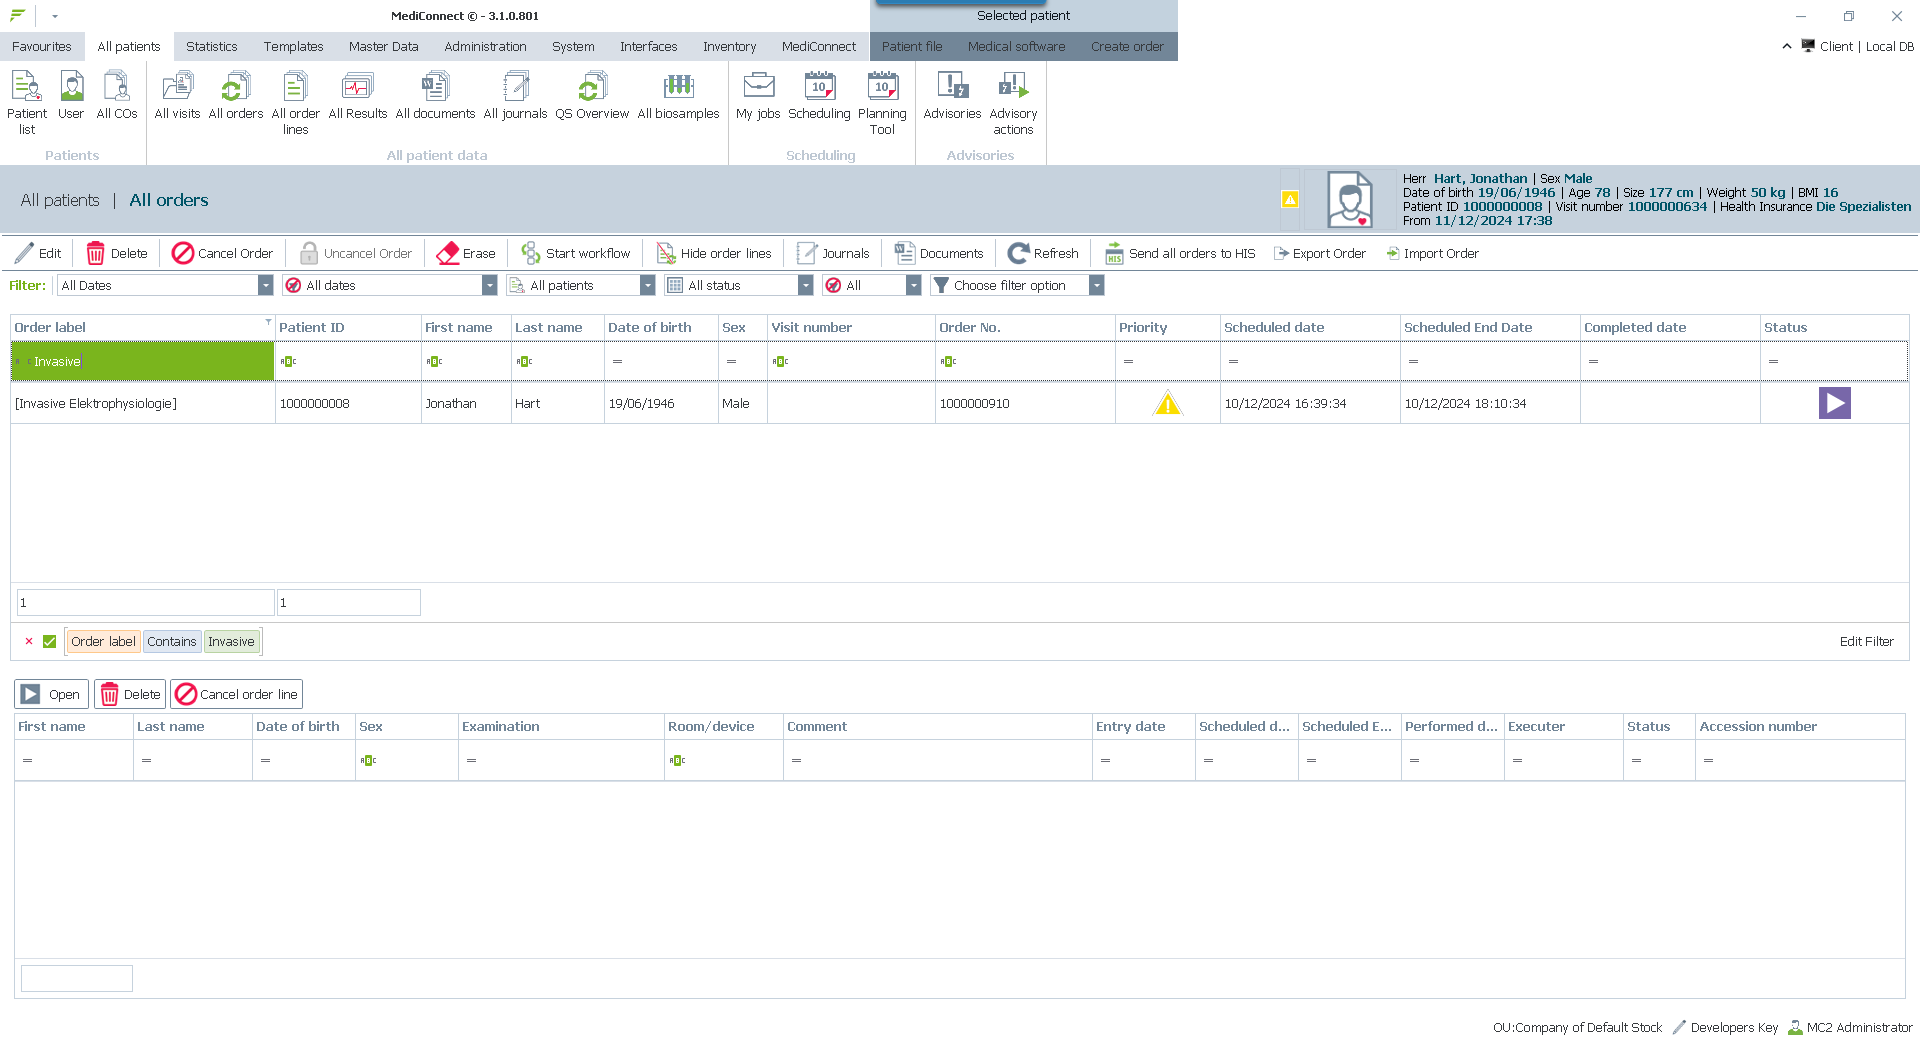 MediConnect © - 3.1.0.801
Selected patient
Favourites All patients Statistics Templates Master Data Administration System Interfaces Inventory MediConnect Patient file Medical software Create order
Client | Local DB
Patient list User All COs All visits All orders All order lines All Results All documents All journals QS Overview All biosamples My jobs Scheduling Planning Tool Advisories Advisory actions
Patients All patient data Scheduling Advisories
All patients | All orders
Herr Hart, Jonathan | Sex Male
Date of birth 19/06/1946 | Age 78 | Size 177 cm | Weight 50 kg | BMI 16
Patient ID 1000000008 | Visit number 1000000634 | Health Insurance Die Spezialisten
From 11/12/2024 17:38
Edit Delete Cancel Order Uncancel Order Erase Start workflow Hide order lines Journals Documents Refresh Send all orders to HIS Export Order Import Order
Filter: All Dates All dates All patients All status All Choose filter option
Order label Patient ID First name Last name Date of birth Sex Visit number Order No. Priority Scheduled date Scheduled End Date Completed date Status
Invasive = = = = = = =
[Invasive Elektrophysiologie] 1000000008 Jonathan Hart 19/06/1946 Male 1000000910 10/12/2024 16:39:34 10/12/2024 18:10:34
1 1
Order label Contains Invasive Edit Filter
Open Delete Cancel order line
First name Last name Date of birth Sex Examination Room/device Comment Entry date Scheduled d... Scheduled E... Performed d... Executer Status Accession number
= = = = = = = = = = = =
OU:Company of Default Stock Developers Key MC2 Administrator